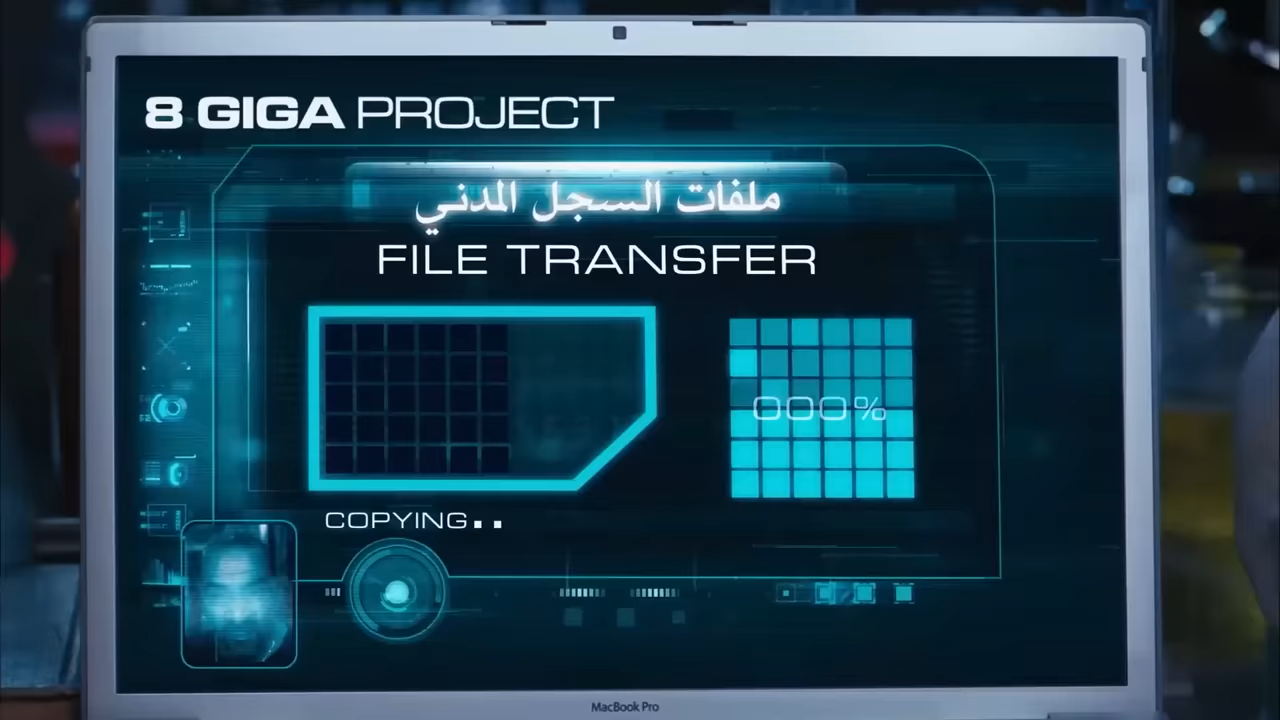 8 GIGA PROJECT
ملفات السجل المدني
FILE TRANSFER
000%
COPYING..
MacBook Pro